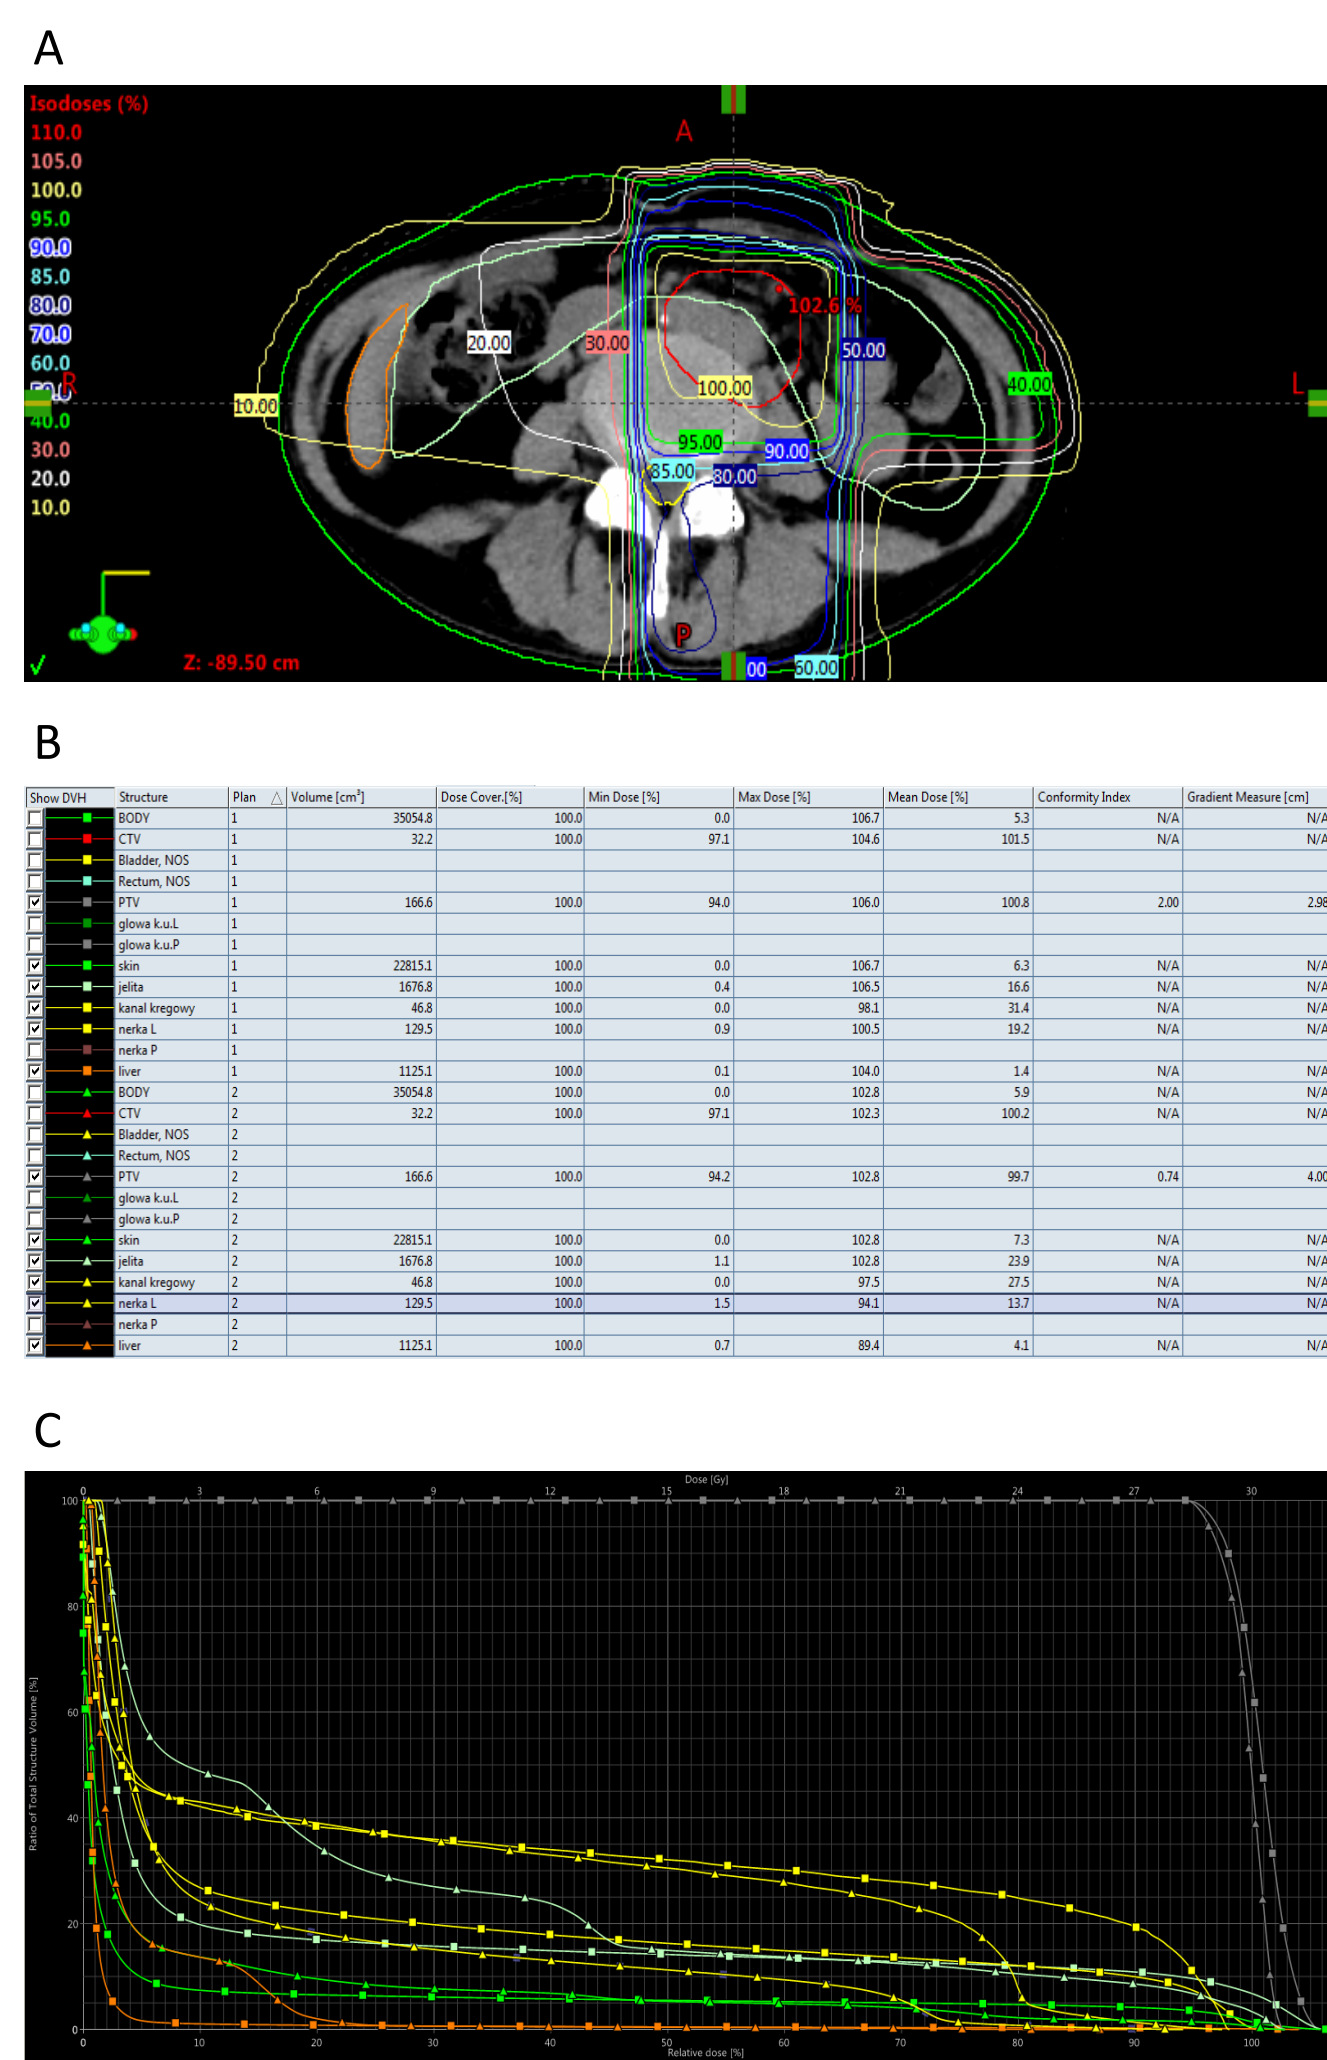 A
Isodoses (%)
110.0
105.0
100.0
95.0
90.0
85.0
80.0
70.0
60.0
50.0
40.0
30.0
20.0
10.0
A
R
L
P
102.6 %
20.00
30.00
50.00
100.00
40.00
10.00
95.00
90.00
85.00
80.00
00
60.00
Z: -89.50 cm
B
Show DVH Structure Plan Volume [cm³] Dose Cover.[%] Min Dose [%] Max Dose [%] Mean Dose [%] Conformity Index Gradient Measure [cm]
BODY 1 35054.8 100.0 0.0 106.7 5.3 N/A N/A
CTV 1 32.2 100.0 97.1 104.6 101.5 N/A N/A
Bladder, NOS 1
Rectum, NOS 1
PTV 1 166.6 100.0 94.0 106.0 100.8 2.00 2.98
glowa k.u.L 1
glowa k.u.P 1
skin 1 22815.1 100.0 0.0 106.7 6.3 N/A N/A
jelita 1 1676.8 100.0 0.4 106.5 16.6 N/A N/A
kanal kregowy 1 46.8 100.0 0.0 98.1 31.4 N/A N/A
nerka L 1 129.5 100.0 0.9 100.5 19.2 N/A N/A
nerka P 1
liver 1 1125.1 100.0 0.1 104.0 1.4 N/A N/A
BODY 2 35054.8 100.0 0.0 102.8 5.9 N/A N/A
CTV 2 32.2 100.0 97.1 102.3 100.2 N/A N/A
Bladder, NOS 2
Rectum, NOS 2
PTV 2 166.6 100.0 94.2 102.8 99.7 0.74 4.00
glowa k.u.L 2
glowa k.u.P 2
skin 2 22815.1 100.0 0.0 102.8 7.3 N/A N/A
jelita 2 1676.8 100.0 1.1 102.8 23.9 N/A N/A
kanal kregowy 2 46.8 100.0 0.0 97.5 27.5 N/A N/A
nerka L 2 129.5 100.0 1.5 94.1 13.7 N/A N/A
nerka P 2
liver 2 1125.1 100.0 0.7 89.4 4.1 N/A N/A
C
Dose [Gy]
0 3 6 9 12 15 18 21 24 27 30
Ratio of Total Structure Volume [%]
100
80
60
40
20
0
0 10 20 30 40 50 60 70 80 90 100
Relative dose [%]